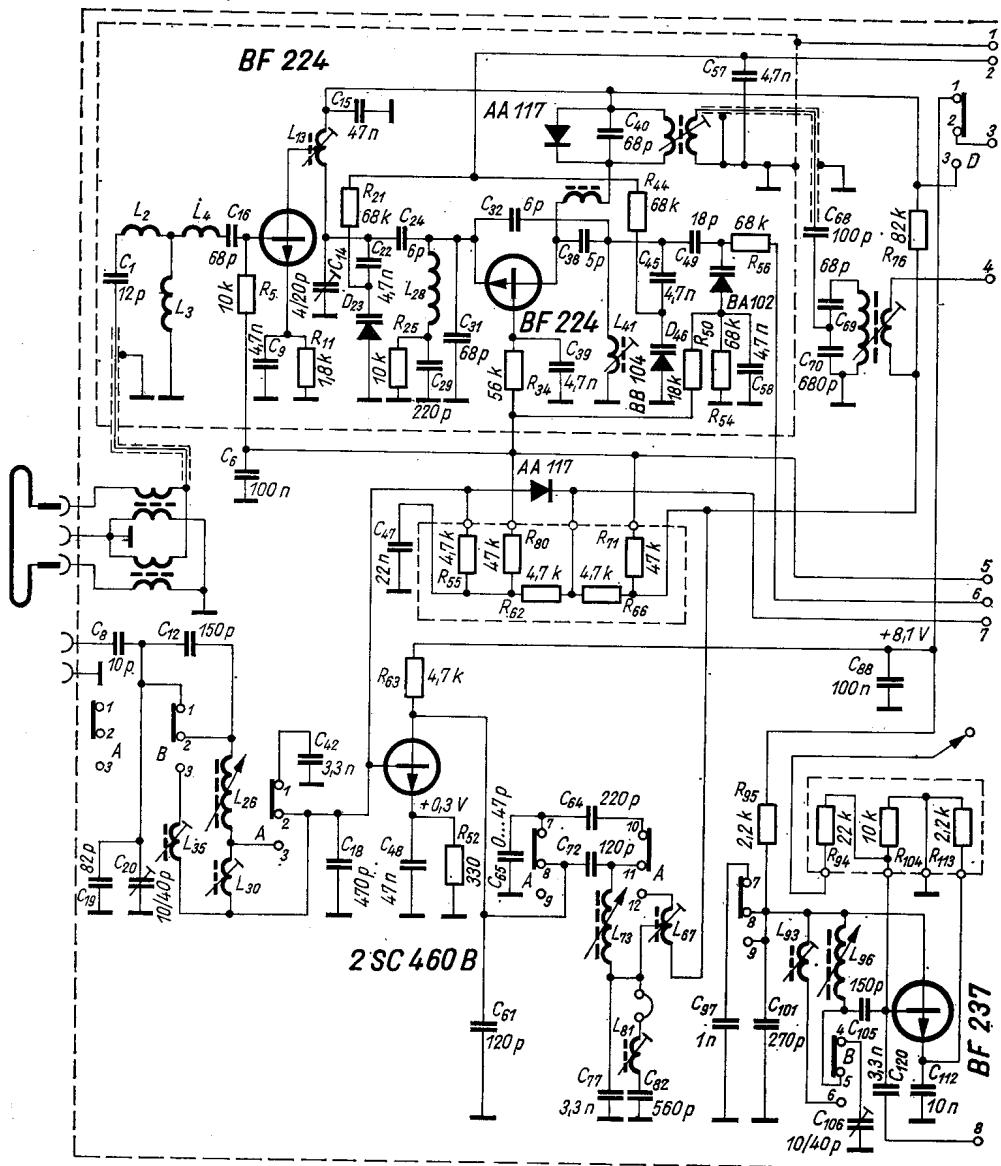 BF 224
1
2
C57
4,7n
C15
47n
AA 117
C40
68p
L13
1
2
3
3
D
R21
68k
C24
6p
C32
6p
R44
68k
18p
68k
C68
100p
82k
R16
L2
L4
C16
68p
C22
4,7n
C38
5p
C45
4,7n
C49
R56
C1
12p
L3
10k
R5
C14
4/20p
L28
BA 102
68p
C69
4
D23
BF 224
D46
R50
68k
4,7n
4,7n
C9
R11
1,8k
R25
10k
C31
68p
L41
C70
680p
C29
220p
56k
R34
C39
4,7n
BB 104
18k
R54
C58
C6
100n
AA 117
C47
22n
4,7k
R55
R80
47k
R71
47k
4,7k
4,7k
R62
R66
5
6
7
C8
10p
C12
150p
R63
4,7k
+8,1 V
C88
100n
1
2
A
3
1
B
2
3
L26
C42
3,3n
1
A
2
3
+0,3 V
L35
L30
C18
470p
C48
47n
R52
330
82p
C19
C20
10/40p
0...47p
C65
C64
220p
7
10
C72
120p
A
8
9
11
A
12
L73
L67
R95
2,2k
22k
R94
10k
R104
2,2k
R113
2 SC 460 B
7
8
9
L93
L96
150p
C105
C61
120p
L81
C77
3,3n
C82
560p
C97
1n
C101
270p
4
B
5
6
3,3n
C120
BF 237
C112
10n
C106
10/40p
8